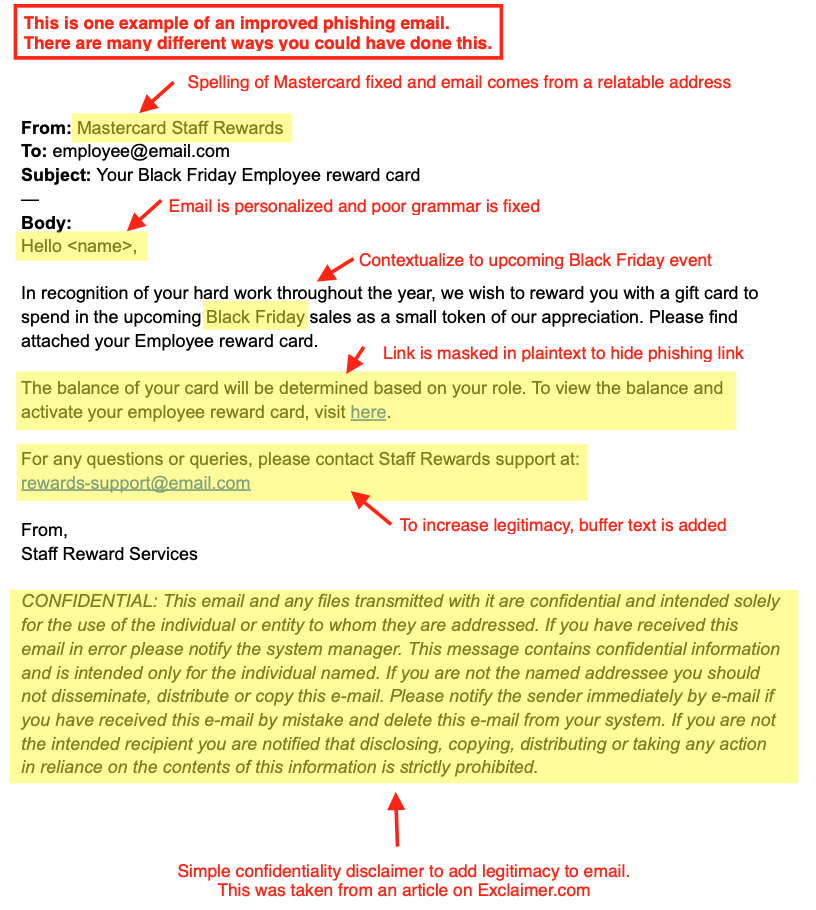 This is one example of an improved phishing email.
There are many different ways you could have done this.
Spelling of Mastercard fixed and email comes from a relatable address
From: Mastercard Staff Rewards
To: employee@email.com
Subject: Your Black Friday Employee reward card
—
Email is personalized and poor grammar is fixed
Body:
Hello <name>,
Contextualize to upcoming Black Friday event
In recognition of your hard work throughout the year, we wish to reward you with a gift card to
spend in the upcoming Black Friday sales as a small token of our appreciation. Please find
attached your Employee reward card.
Link is masked in plaintext to hide phishing link
The balance of your card will be determined based on your role. To view the balance and
activate your employee reward card, visit here.
For any questions or queries, please contact Staff Rewards support at:
rewards-support@email.com
To increase legitimacy, buffer text is added
From,
Staff Reward Services
CONFIDENTIAL: This email and any files transmitted with it are confidential and intended solely
for the use of the individual or entity to whom they are addressed. If you have received this
email in error please notify the system manager. This message contains confidential information
and is intended only for the individual named. If you are not the named addressee you should
not disseminate, distribute or copy this e-mail. Please notify the sender immediately by e-mail if
you have received this e-mail by mistake and delete this e-mail from your system. If you are not
the intended recipient you are notified that disclosing, copying, distributing or taking any action
in reliance on the contents of this information is strictly prohibited.
Simple confidentiality disclaimer to add legitimacy to email.
This was taken from an article on Exclaimer.com